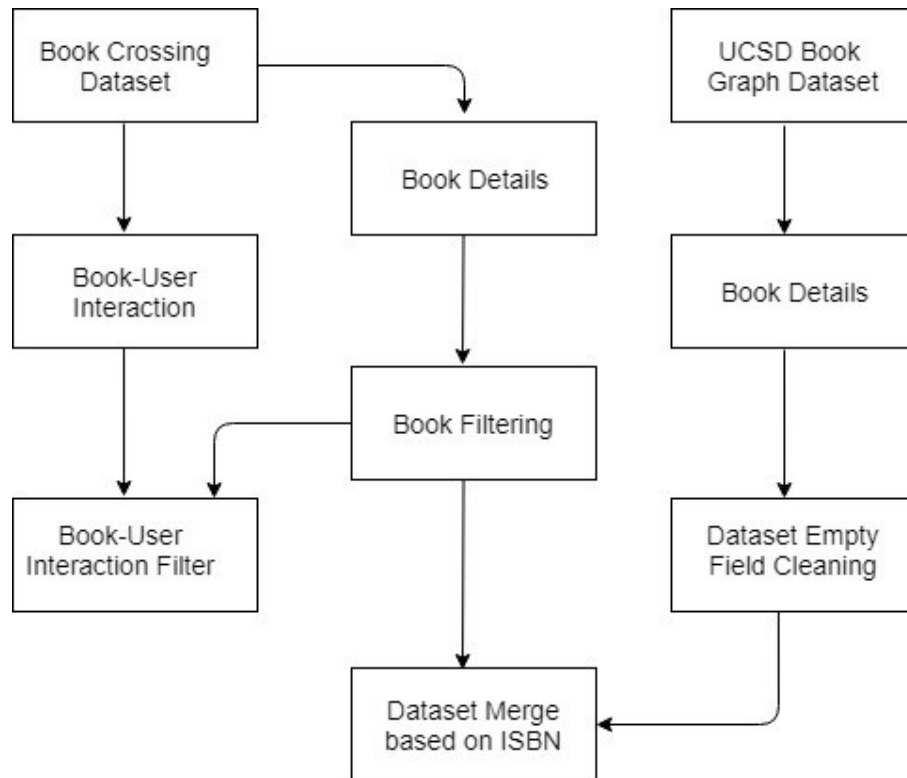 Book Crossing
Dataset
UCSD Book
Graph Dataset
Book Details
Book-User
Interaction
Book Details
Book Filtering
Book-User
Interaction Filter
Dataset Empty
Field Cleaning
Dataset Merge
based on ISBN